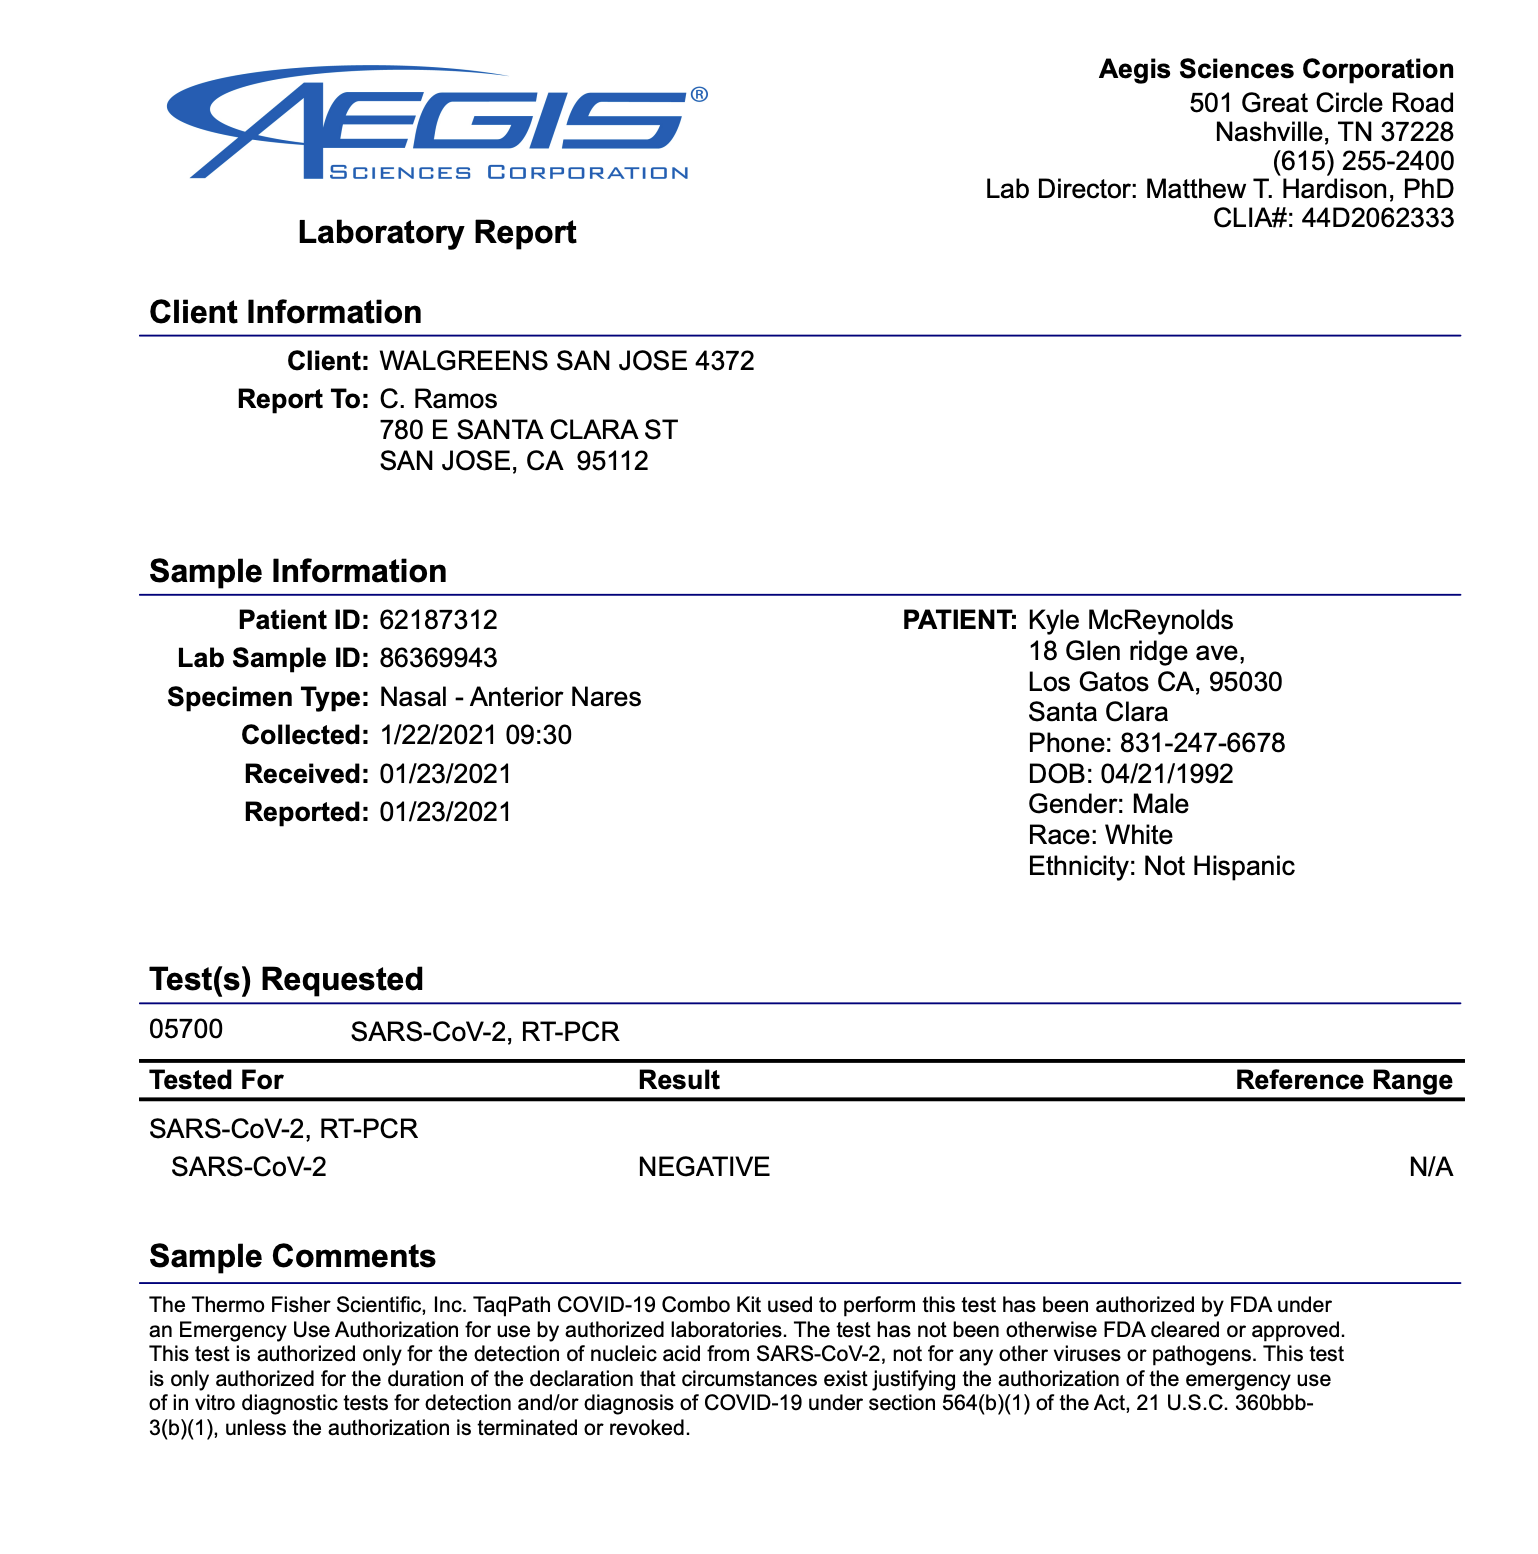 AEGIS®
SCIENCES CORPORATION
Laboratory Report
Aegis Sciences Corporation
501 Great Circle Road
Nashville, TN 37228
(615) 255-2400
Lab Director: Matthew T. Hardison, PhD
CLIA#: 44D2062333
Client Information
Client: WALGREENS SAN JOSE 4372
Report To: C. Ramos
780 E SANTA CLARA ST
SAN JOSE, CA  95112
Sample Information
Patient ID: 62187312
Lab Sample ID: 86369943
Specimen Type: Nasal - Anterior Nares
Collected: 1/22/2021 09:30
Received: 01/23/2021
Reported: 01/23/2021
PATIENT: Kyle McReynolds
18 Glen ridge ave,
Los Gatos CA, 95030
Santa Clara
Phone: 831-247-6678
DOB: 04/21/1992
Gender: Male
Race: White
Ethnicity: Not Hispanic
Test(s) Requested
05700 SARS-CoV-2, RT-PCR
Tested For Result Reference Range
SARS-CoV-2, RT-PCR
SARS-CoV-2 NEGATIVE N/A
Sample Comments
The Thermo Fisher Scientific, Inc. TaqPath COVID-19 Combo Kit used to perform this test has been authorized by FDA under
an Emergency Use Authorization for use by authorized laboratories. The test has not been otherwise FDA cleared or approved.
This test is authorized only for the detection of nucleic acid from SARS-CoV-2, not for any other viruses or pathogens. This test
is only authorized for the duration of the declaration that circumstances exist justifying the authorization of the emergency use
of in vitro diagnostic tests for detection and/or diagnosis of COVID-19 under section 564(b)(1) of the Act, 21 U.S.C. 360bbb-
3(b)(1), unless the authorization is terminated or revoked.